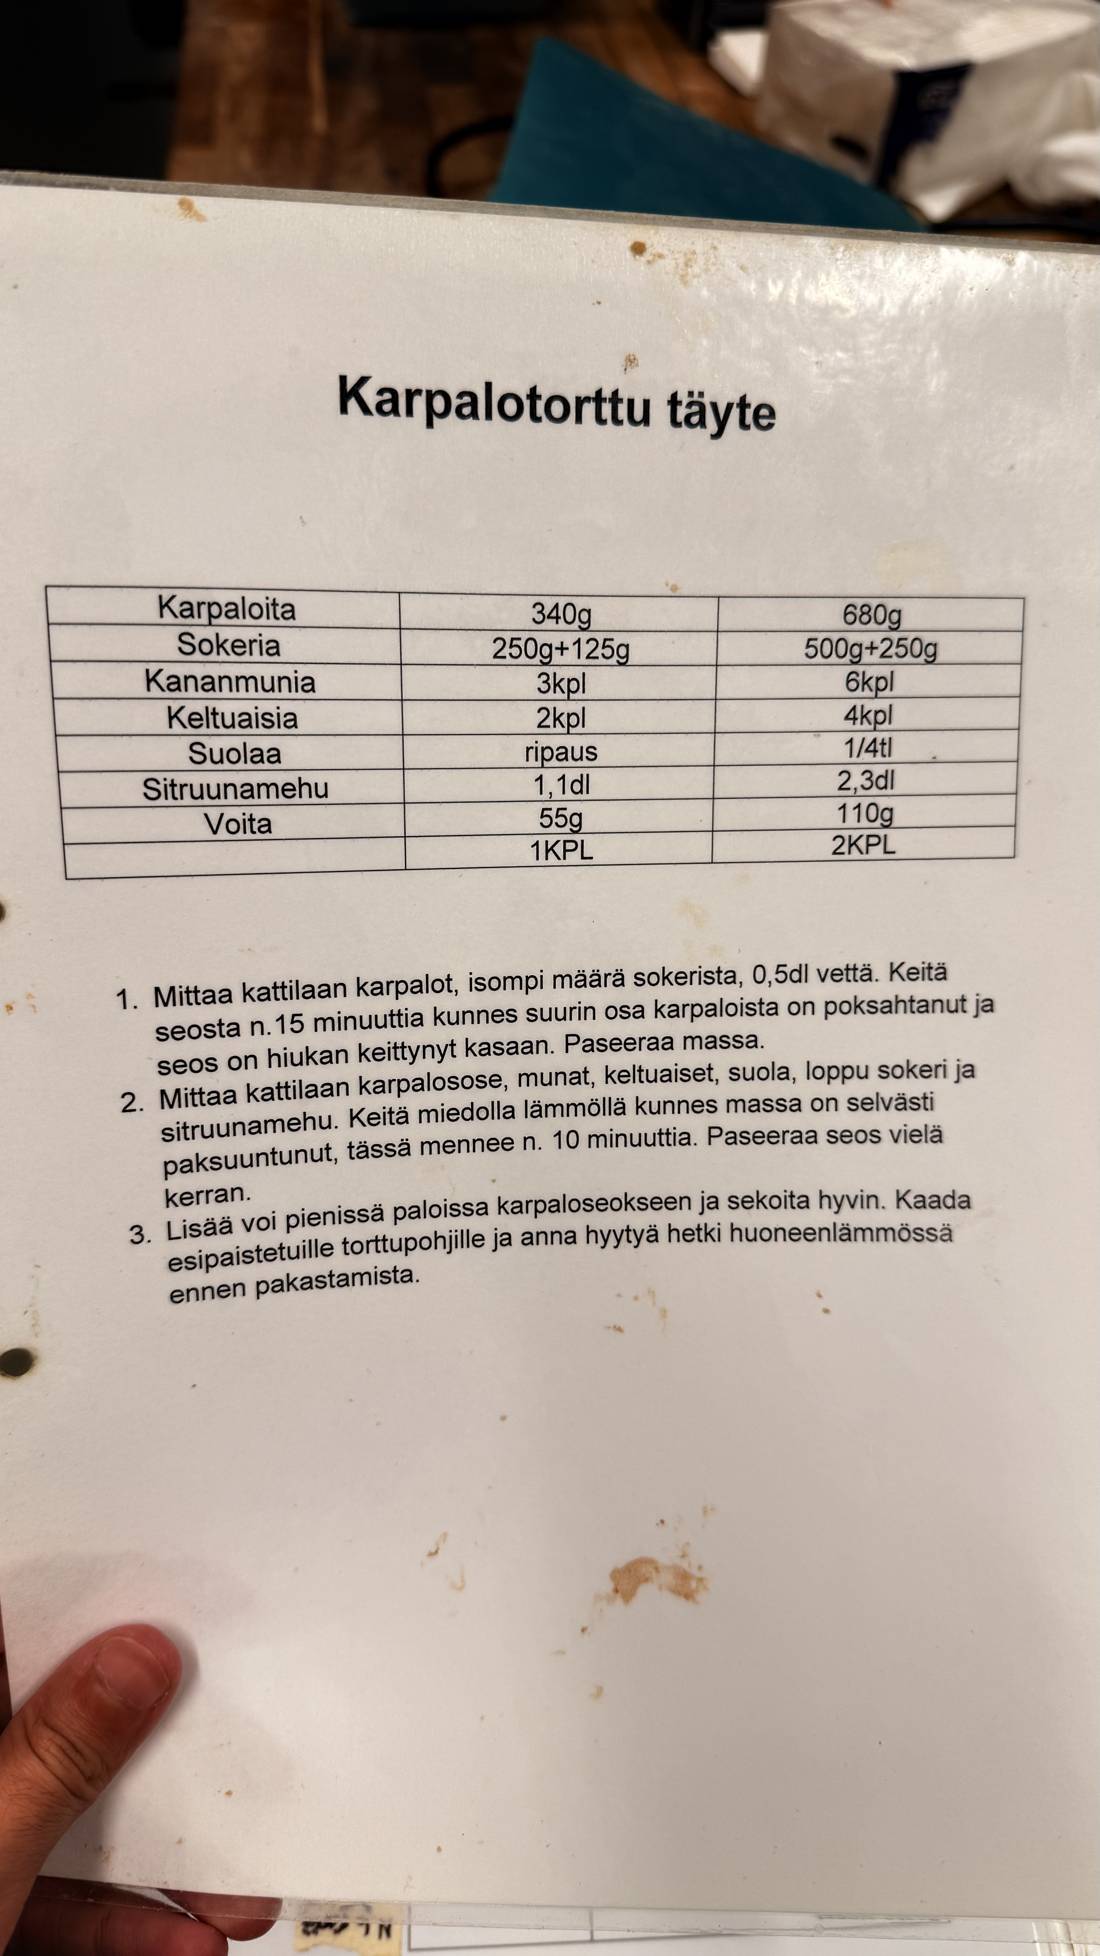 Karpalotorttu täyte
Karpaloita 340g 680g
Sokeria 250g+125g 500g+250g
Kananmunia 3kpl 6kpl
Keltuaisia 2kpl 4kpl
Suolaa ripaus 1/4tl
Sitruunamehu 1,1dl 2,3dl
Voita 55g 110g
1KPL 2KPL
1. Mittaa kattilaan karpalot, isompi määrä sokerista, 0,5dl vettä. Keitä
seosta n.15 minuuttia kunnes suurin osa karpaloista on poksahtanut ja
seos on hiukan keittynyt kasaan. Paseeraa massa.
2. Mittaa kattilaan karpalosose, munat, keltuaiset, suola, loppu sokeri ja
sitruunamehu. Keitä miedolla lämmöllä kunnes massa on selvästi
paksuuntunut, tässä mennee n. 10 minuuttia. Paseeraa seos vielä
kerran.
3. Lisää voi pienissä paloissa karpaloseokseen ja sekoita hyvin. Kaada
esipaistetuille torttupohjille ja anna hyytyä hetki huoneenlämmössä
ennen pakastamista.